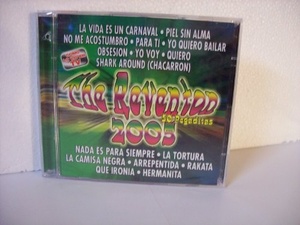 LA VIDA ES UN CARNAVAL • PIEL SIN ALMA
NO ME ACOSTUMBRO • PARA TI • YO QUIERO BAILAR
OBSESION • YO VOY • QUIERO
SHARK AROUND (CHACARRON)
The Reventon
2005
NADA ES PARA SIEMPRE • LA TORTURA
LA CAMISA NEGRA • ARREPENTIDA • RAKATA
QUE IRONIA • HERMANITA